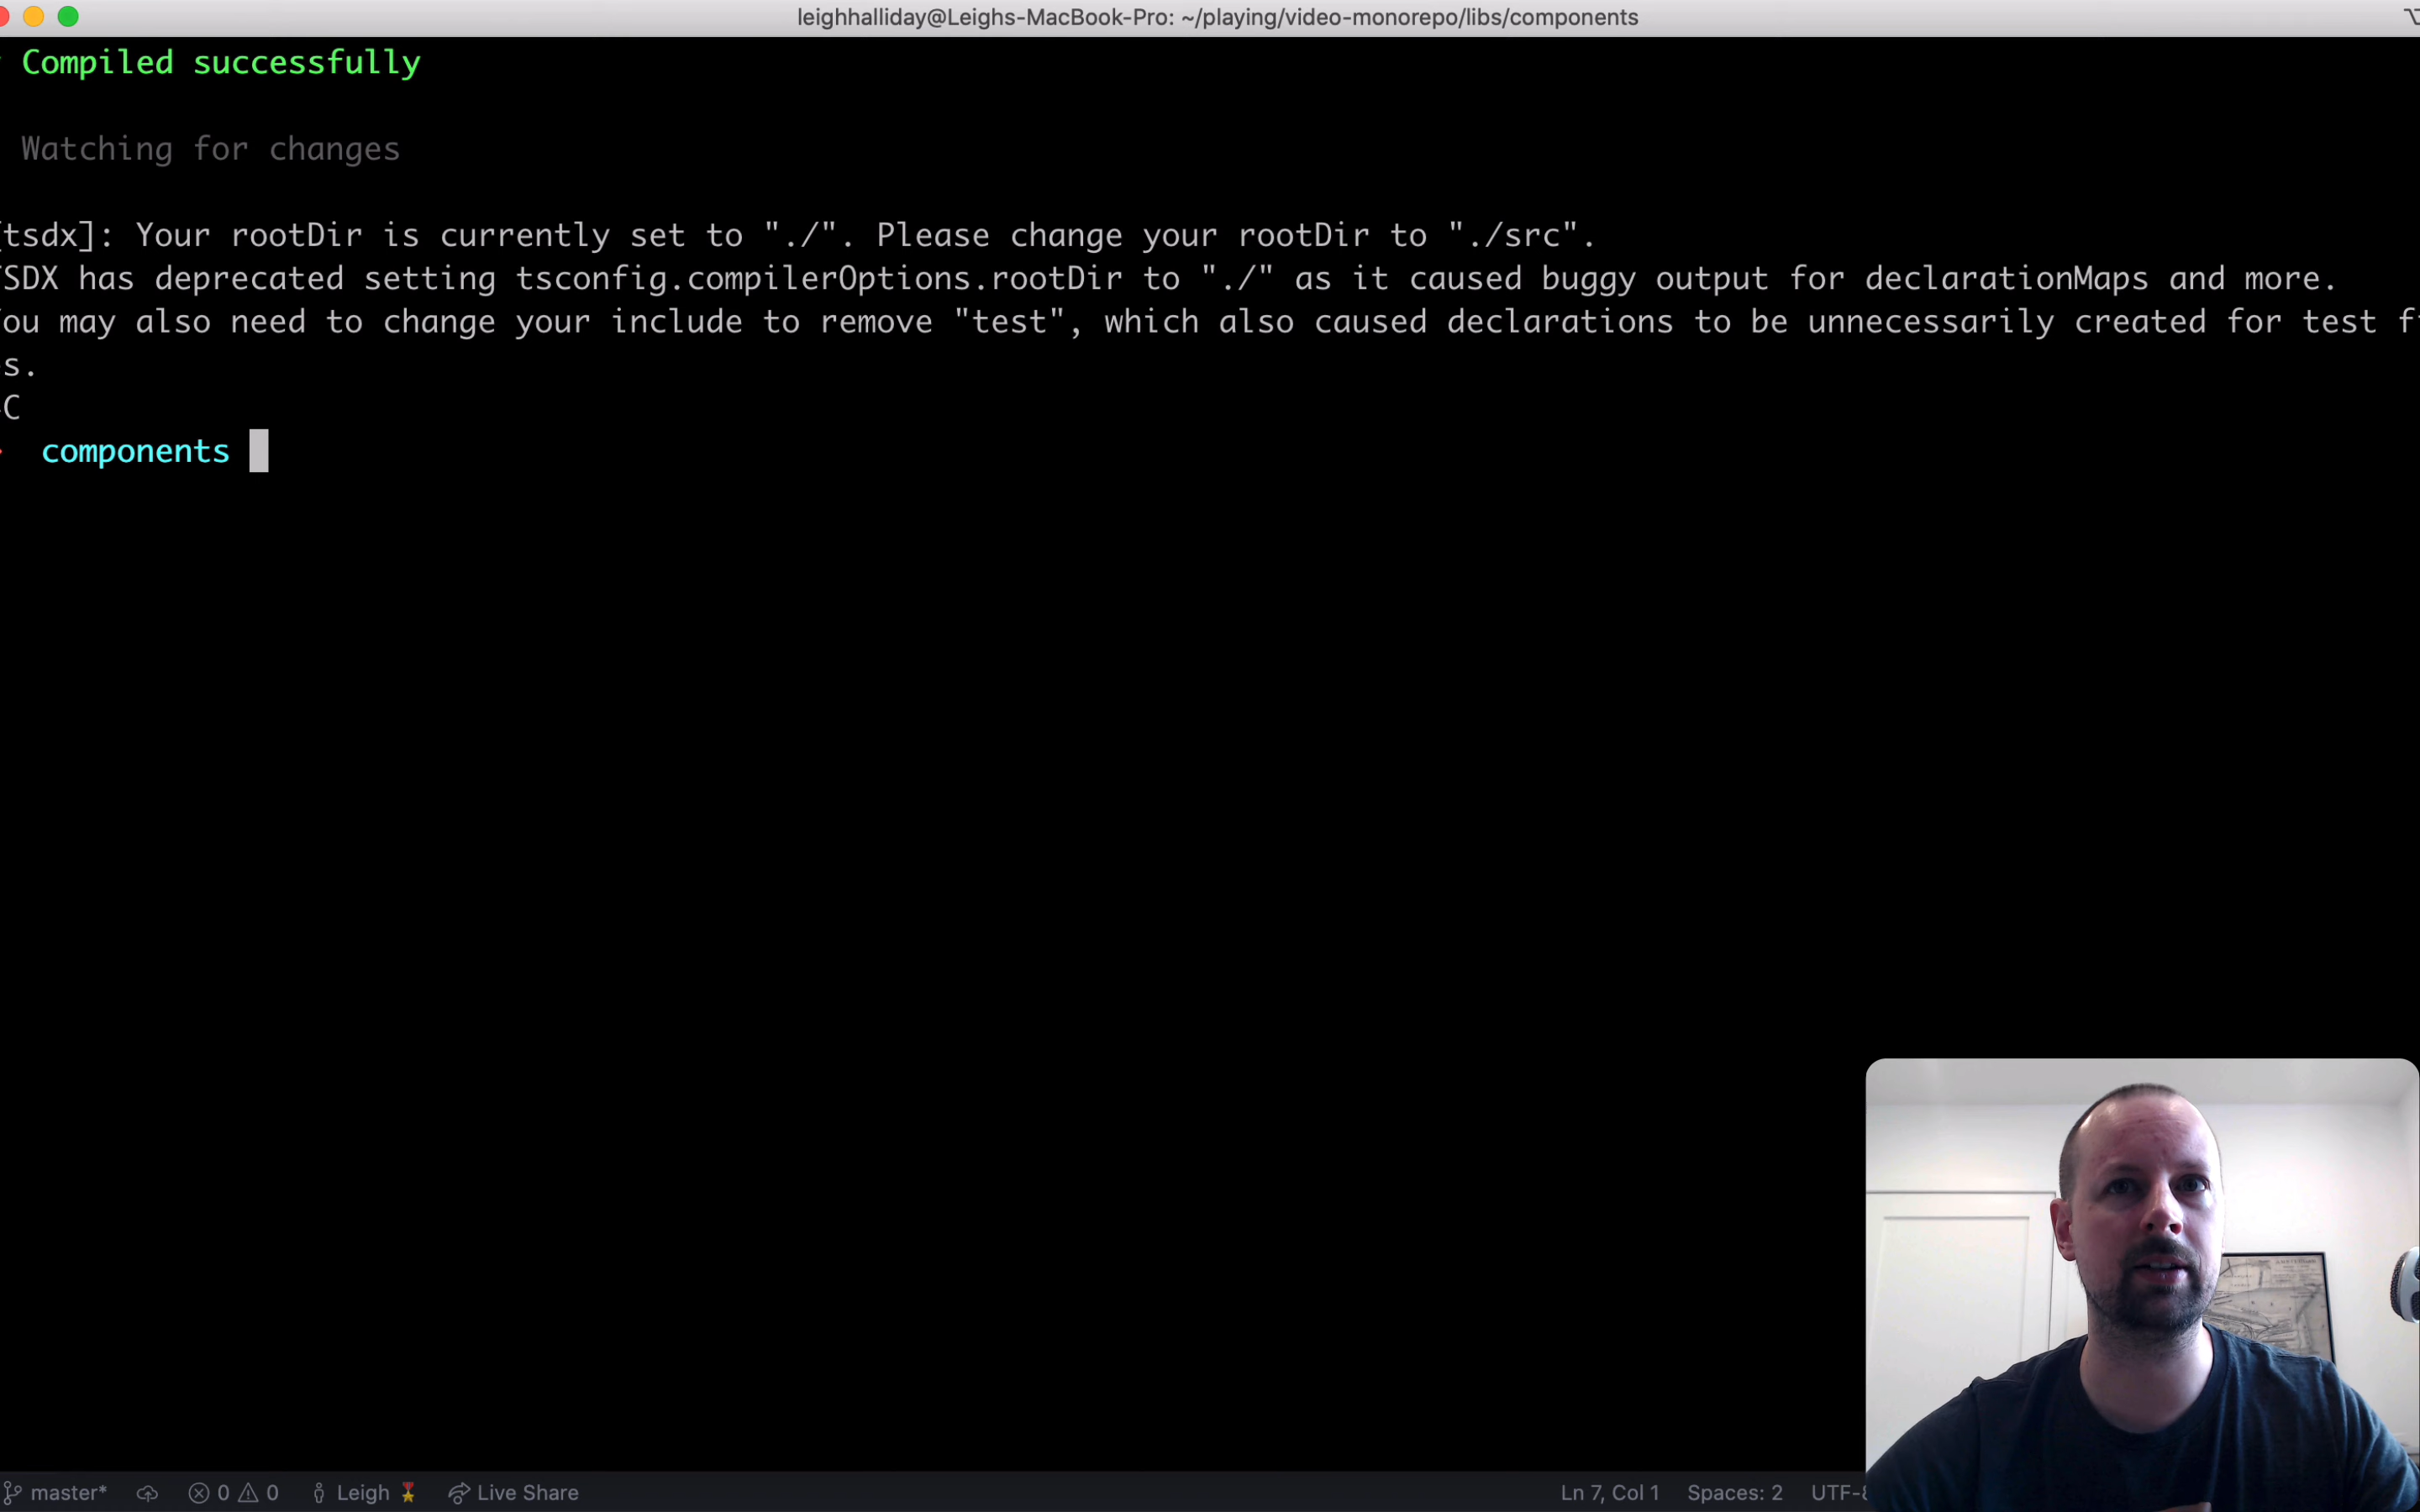 leighhalliday@Leighs-MacBook-Pro: ~/playing/video-monorepo/libs/components
Compiled successfully
Watching for changes
tsdx]: Your rootDir is currently set to "./". Please change your rootDir to "./src".
SDX has deprecated setting tsconfig.compilerOptions.rootDir to "./" as it caused buggy output for declarationMaps and more.
ou may also need to change your include to remove "test", which also caused declarations to be unnecessarily created for test f
s.
C
components
master* 0 0 Leigh Live Share Ln 7, Col 1 Spaces: 2 UTF-8